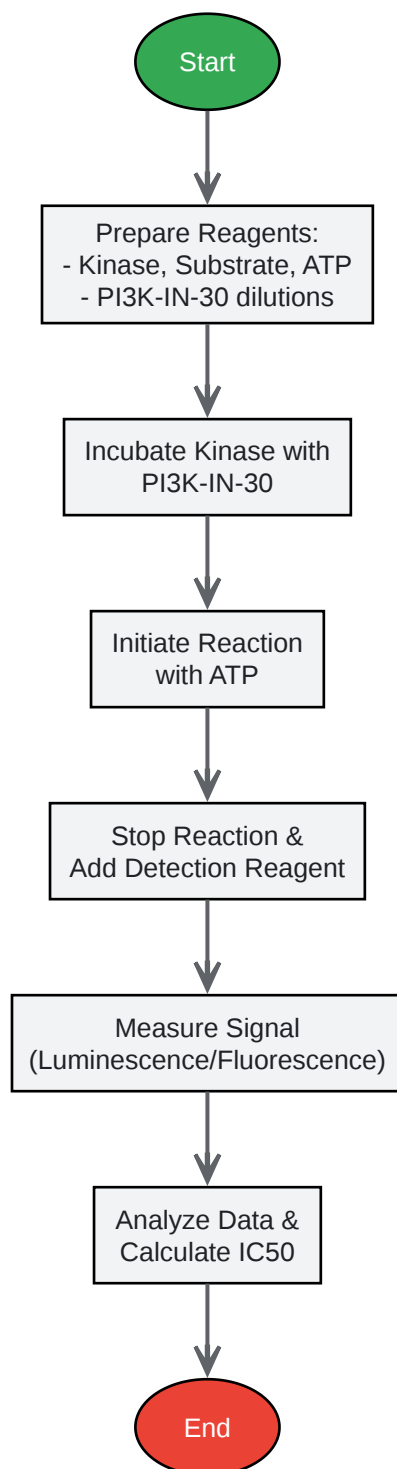 Start
Prepare Reagents:
- Kinase, Substrate, ATP
- PI3K-IN-30 dilutions
Incubate Kinase with
PI3K-IN-30
Initiate Reaction
with ATP
Stop Reaction &
Add Detection Reagent
Measure Signal
(Luminescence/Fluorescence)
Analyze Data &
Calculate IC50
End